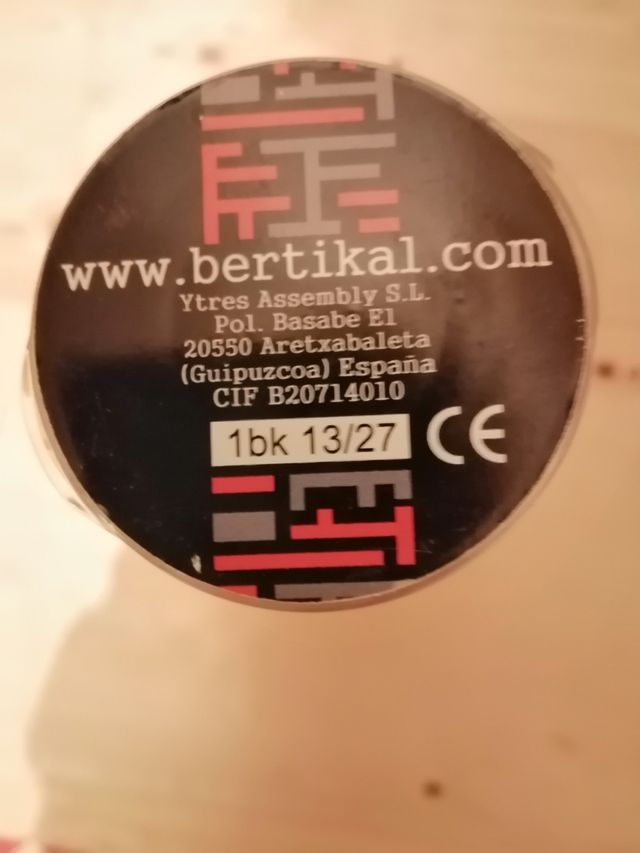 www.bertikal.com
Ytres Assembly S.L.
Pol. Basabe E1
20550 Aretxabaleta
(Guipuzcoa) España
CIF B20714010
1bk 13/27 CE